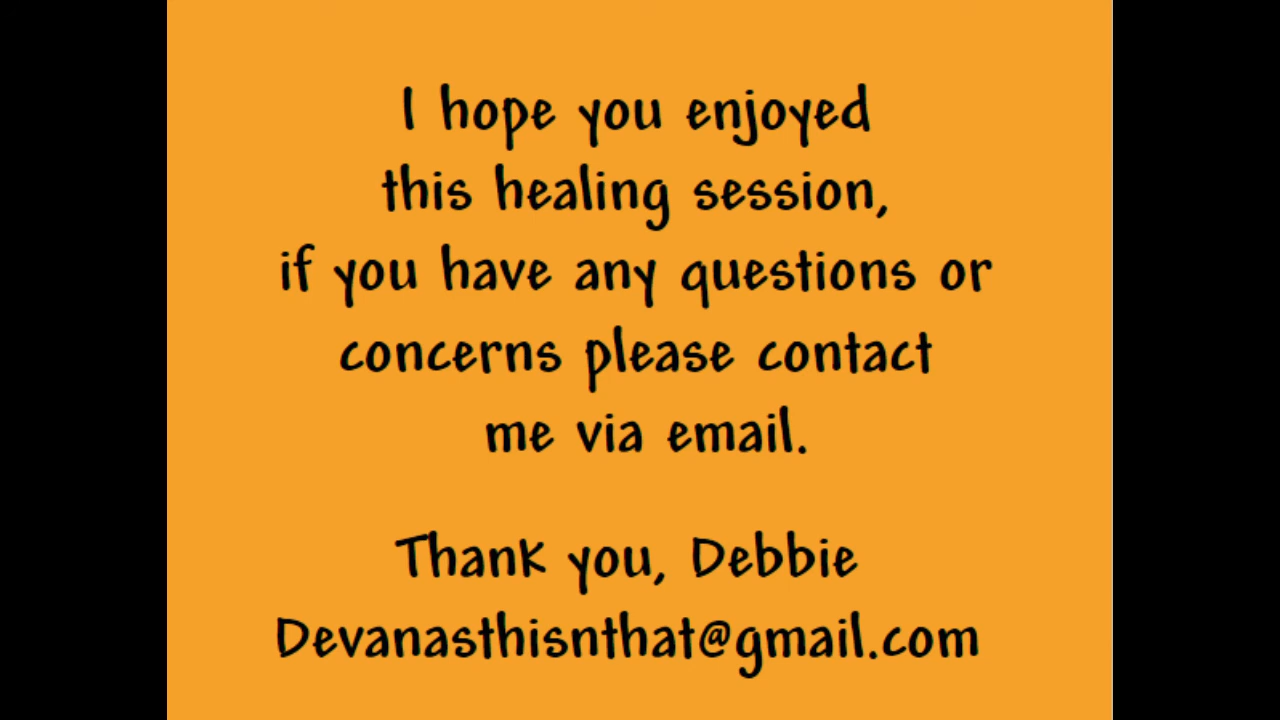 I hope you enjoyed
this healing session,
if you have any questions or
concerns please contact
me via email.
Thank you, Debbie
Devanasthisnthat@gmail.com